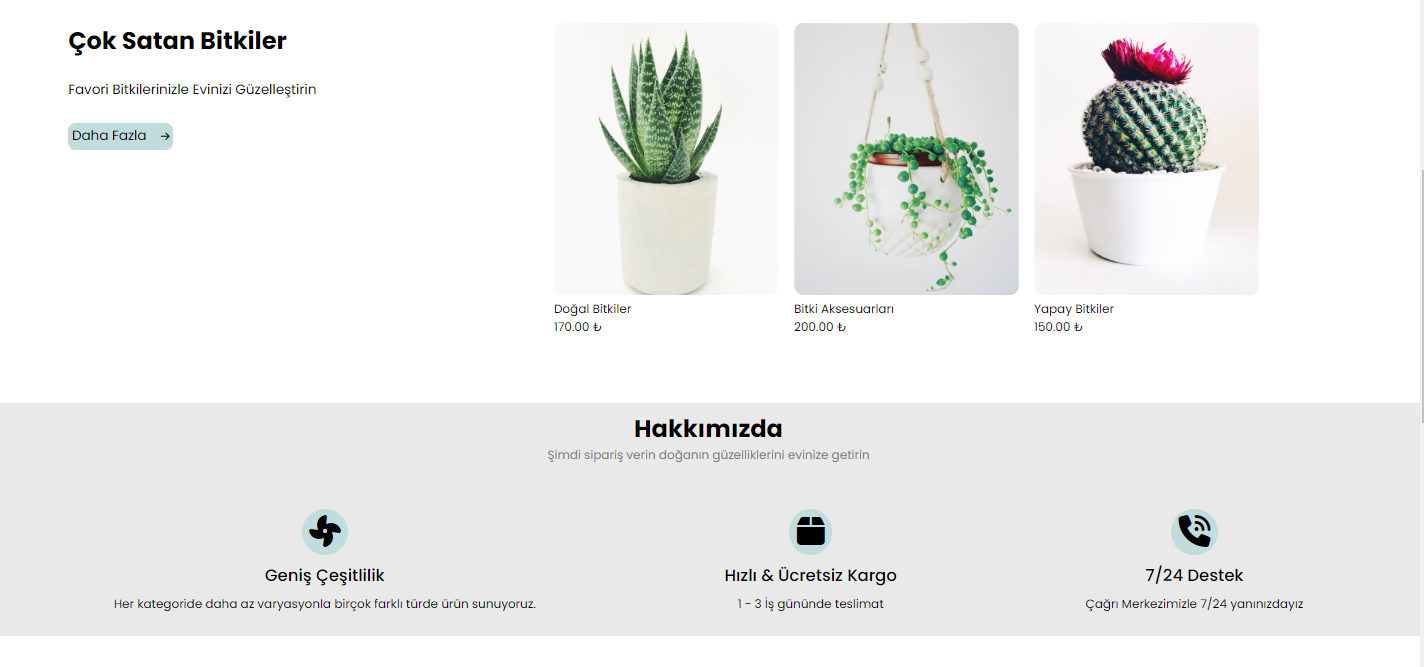 Çok Satan Bitkiler
Favori Bitkilerinizle Evinizi Güzelleştirin
Daha Fazla →
Doğal Bitkiler
170.00 ₺
Bitki Aksesuarları
200.00 ₺
Yapay Bitkiler
150.00 ₺
Hakkımızda
Şimdi sipariş verin doğanın güzelliklerini evinize getirin
Geniş Çeşitlilik
Her kategoride daha az varyasyonla birçok farklı türde ürün sunuyoruz.
Hızlı & Ücretsiz Kargo
1 - 3 İş gününde teslimat
7/24 Destek
Çağrı Merkezimizle 7/24 yanınızdayız